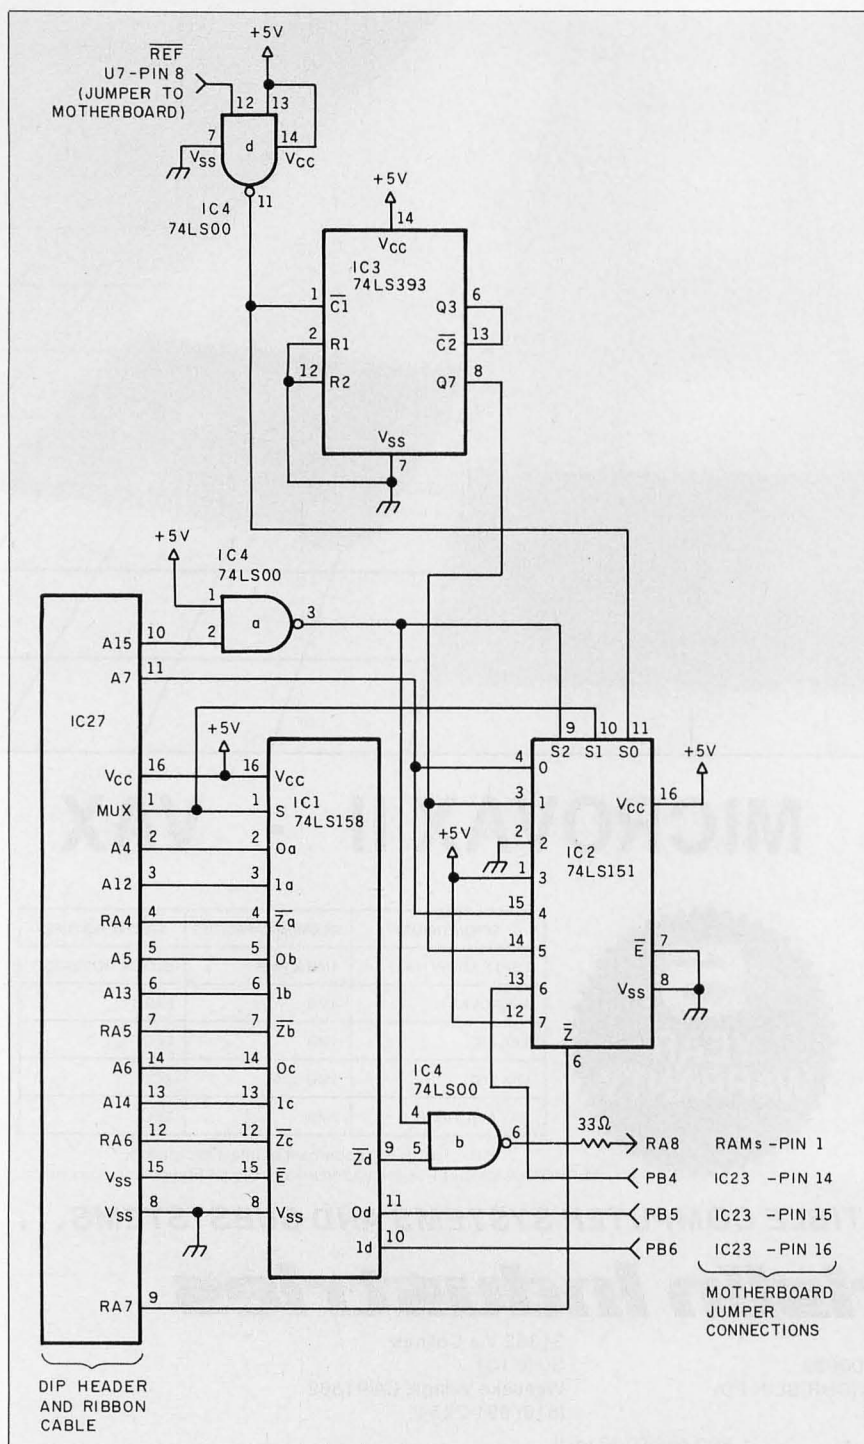 +5V
REF
U7-PIN 8
(JUMPER TO
MOTHERBOARD)
12 13
7 14
VSS d VCC
11
IC4
74LS00
+5V
14
VCC
IC3
74LS393
1 C1 Q3 6
2 R1 C2 13
12 R2 Q7 8
VSS
7
+5V
IC4
74LS00
1
2 a 3
A15 10
A7 11
IC27
+5V
9 10 11
S2 S1 S0
+5V
VCC 16 16 VCC
IC1
74LS158
MUX 1 1 S
A4 2 2 0a
A12 3 3 1a
RA4 4 4 Za
A5 5 5 0b
A13 6 6 1b
RA5 7 7 Zb
A6 14 14 0c
A14 13 13 1c
RA6 12 12 Zc
VSS 15 15 E
VSS 8 8 VSS
RA7 9
Zd 9
0d 11
1d 10
4 0
3 1
2 2
+5V
1 3
15 4
14 5
13 6
12 7
VCC 16
IC2
74LS151
E 7
VSS 8
Z
6
IC4
74LS00
4
5 b 6
33Ω
RA8 RAMs -PIN 1
PB4 IC23 -PIN 14
PB5 IC23 -PIN 15
PB6 IC23 -PIN 16
MOTHERBOARD
JUMPER
CONNECTIONS
DIP HEADER
AND RIBBON
CABLE